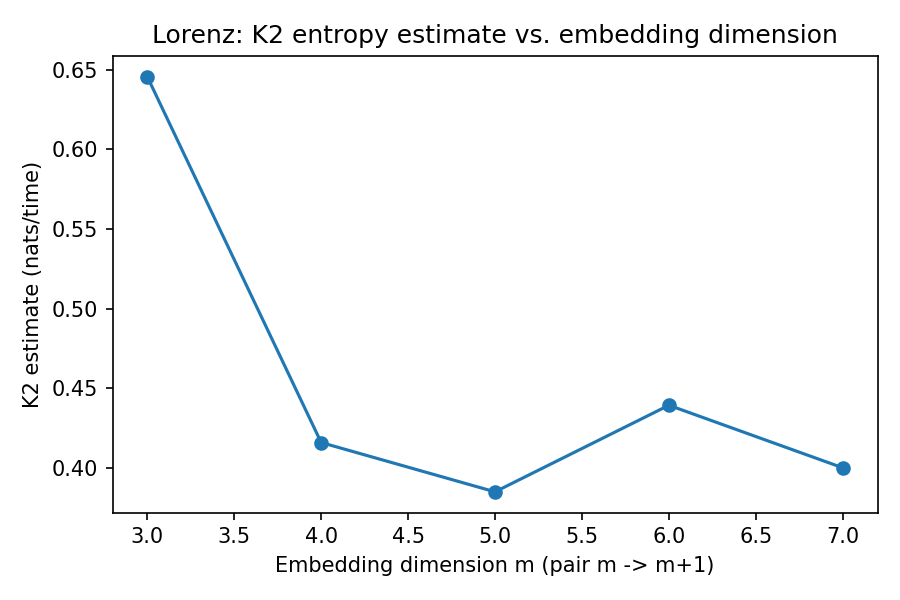 Lorenz: K2 entropy estimate vs. embedding dimension
K2 estimate (nats/time)
0.65
0.60
0.55
0.50
0.45
0.40
3.0 3.5 4.0 4.5 5.0 5.5 6.0 6.5 7.0
Embedding dimension m (pair m -> m+1)